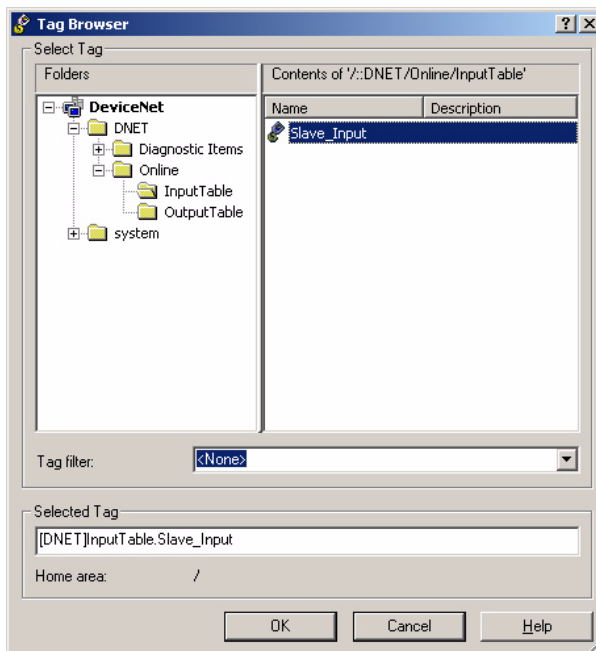 Tag Browser
Select Tag
Folders
Contents of '/::DNET/Online/InputTable'
DeviceNet
DNET
Diagnostic Items
Online
InputTable
OutputTable
system
Name Description
Slave_Input
Tag filter: <None>
Selected Tag
[DNET]InputTable.Slave_Input
Home area: /
OK Cancel Help